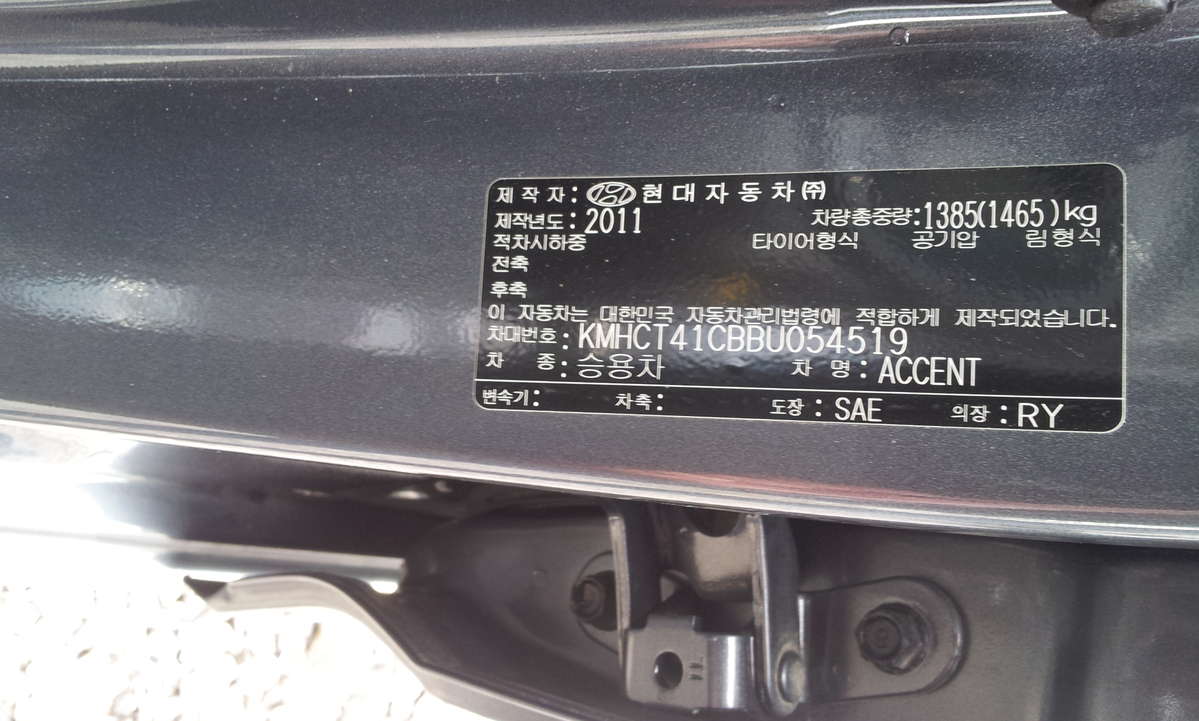 제 작 자 : 현대자동차㈜
제작년도 : 2011 차량총중량 : 1385(1465)kg
적차시하중 타이어형식 공기압 림형식
전축
후축
이 자동차는 대한민국 자동차관리법령에 적합하게 제작되었습니다.
차대번호 : KMHCT41CBBU054519
차 종 : 승용차 차 명 : ACCENT
변속기 : 차축 : 도장 : SAE 의장 : RY